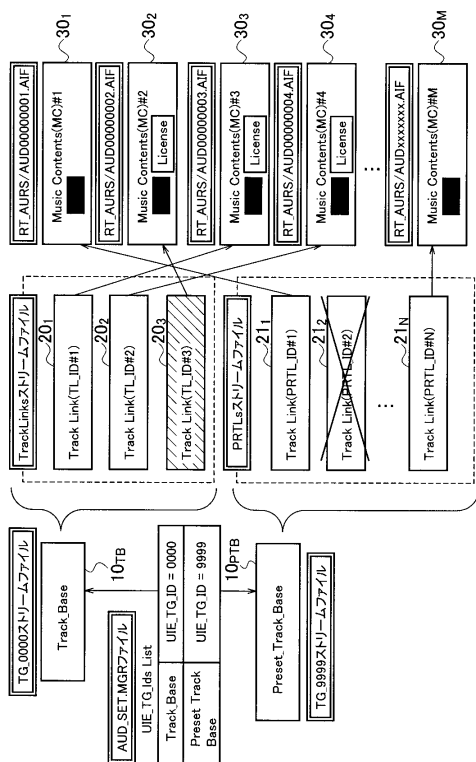 TG_0000ストリームファイル
Track_Base
10TB
AUD_SET.MGRファイル
UIE_TG_Ids List
Track_Base
UIE_TG_ID = 0000
Preset Track Base
UIE_TG_ID = 9999
10PTB
Preset_Track_Base
TG_9999ストリームファイル
TrackLinksストリームファイル
201
Track Link(TL_ID#1)
202
Track Link(TL_ID#2)
203
Track Link(TL_ID#3)
PRTLsストリームファイル
211
Track Link(PRTL_ID#1)
212
Track Link(PRTL_ID#2)
...
21N
Track Link(PRTL_ID#N)
RT_AURS/AUD00000001.AIF
Music Contents(MC)#1
301
RT_AURS/AUD00000002.AIF
Music Contents(MC)#2
License
302
RT_AURS/AUD00000003.AIF
Music Contents(MC)#3
License
303
RT_AURS/AUD00000004.AIF
Music Contents(MC)#4
License
304
...
RT_AURS/AUDxxxxxxx.AIF
Music Contents(MC)#M
30M